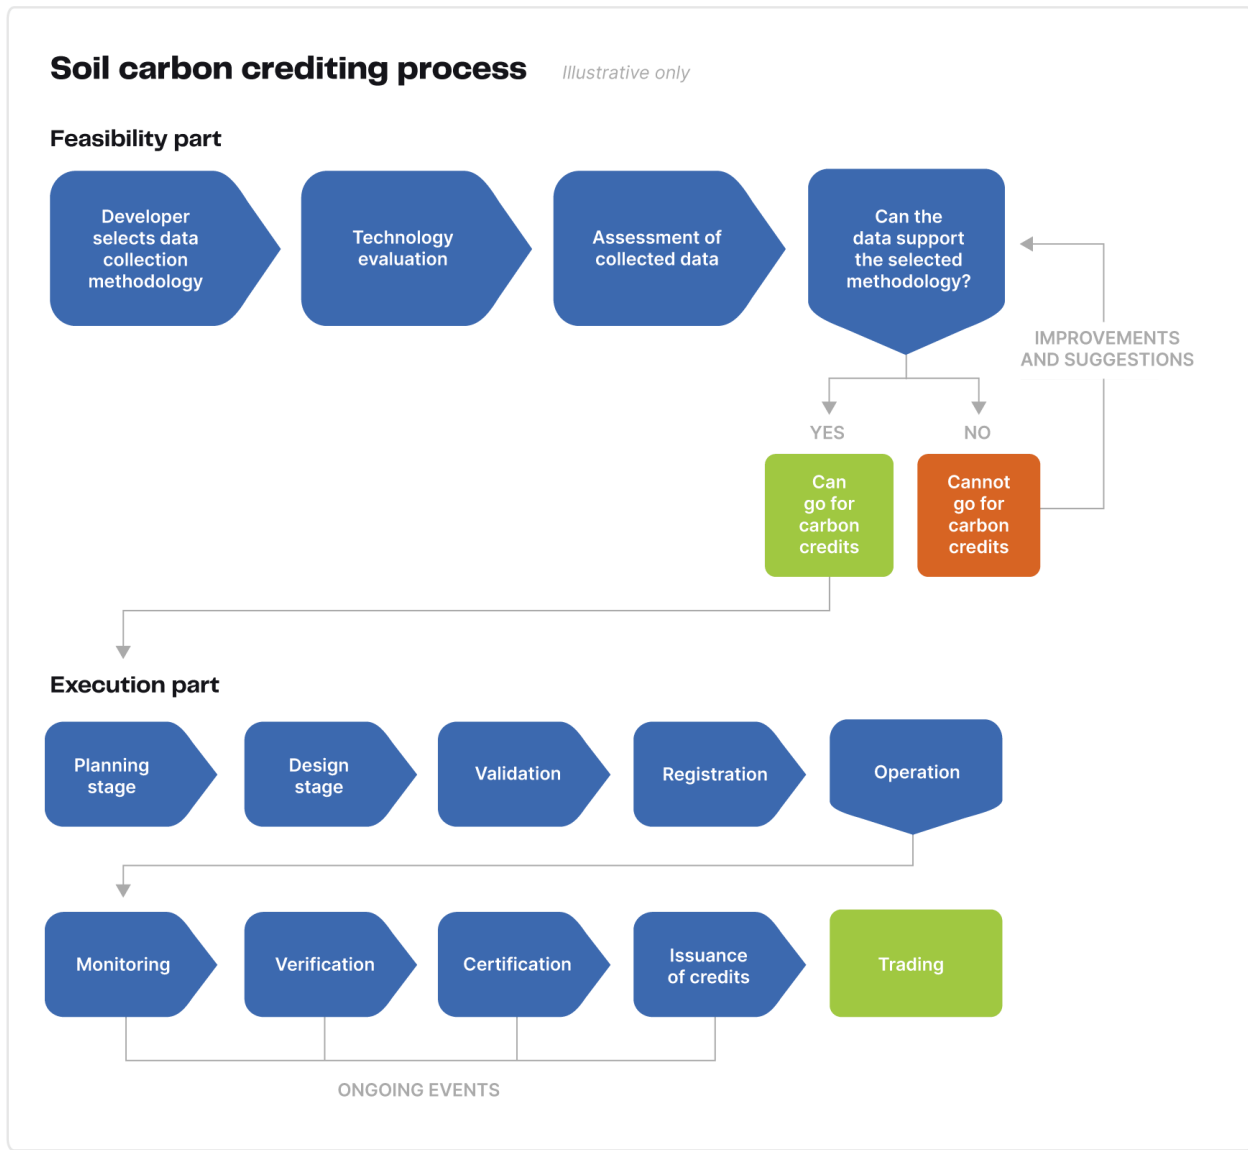 Soil carbon crediting process
Illustrative only
Feasibility part
Developer
selects data
collection
methodology
Technology
evaluation
Assessment of
collected data
Can the
data support
the selected
methodology?
IMPROVEMENTS
AND SUGGESTIONS
YES
NO
Can
go for
carbon
credits
Cannot
go for
carbon
credits
Execution part
Planning
stage
Design
stage
Validation
Registration
Operation
Monitoring
Verification
Certification
Issuance
of credits
Trading
ONGOING EVENTS